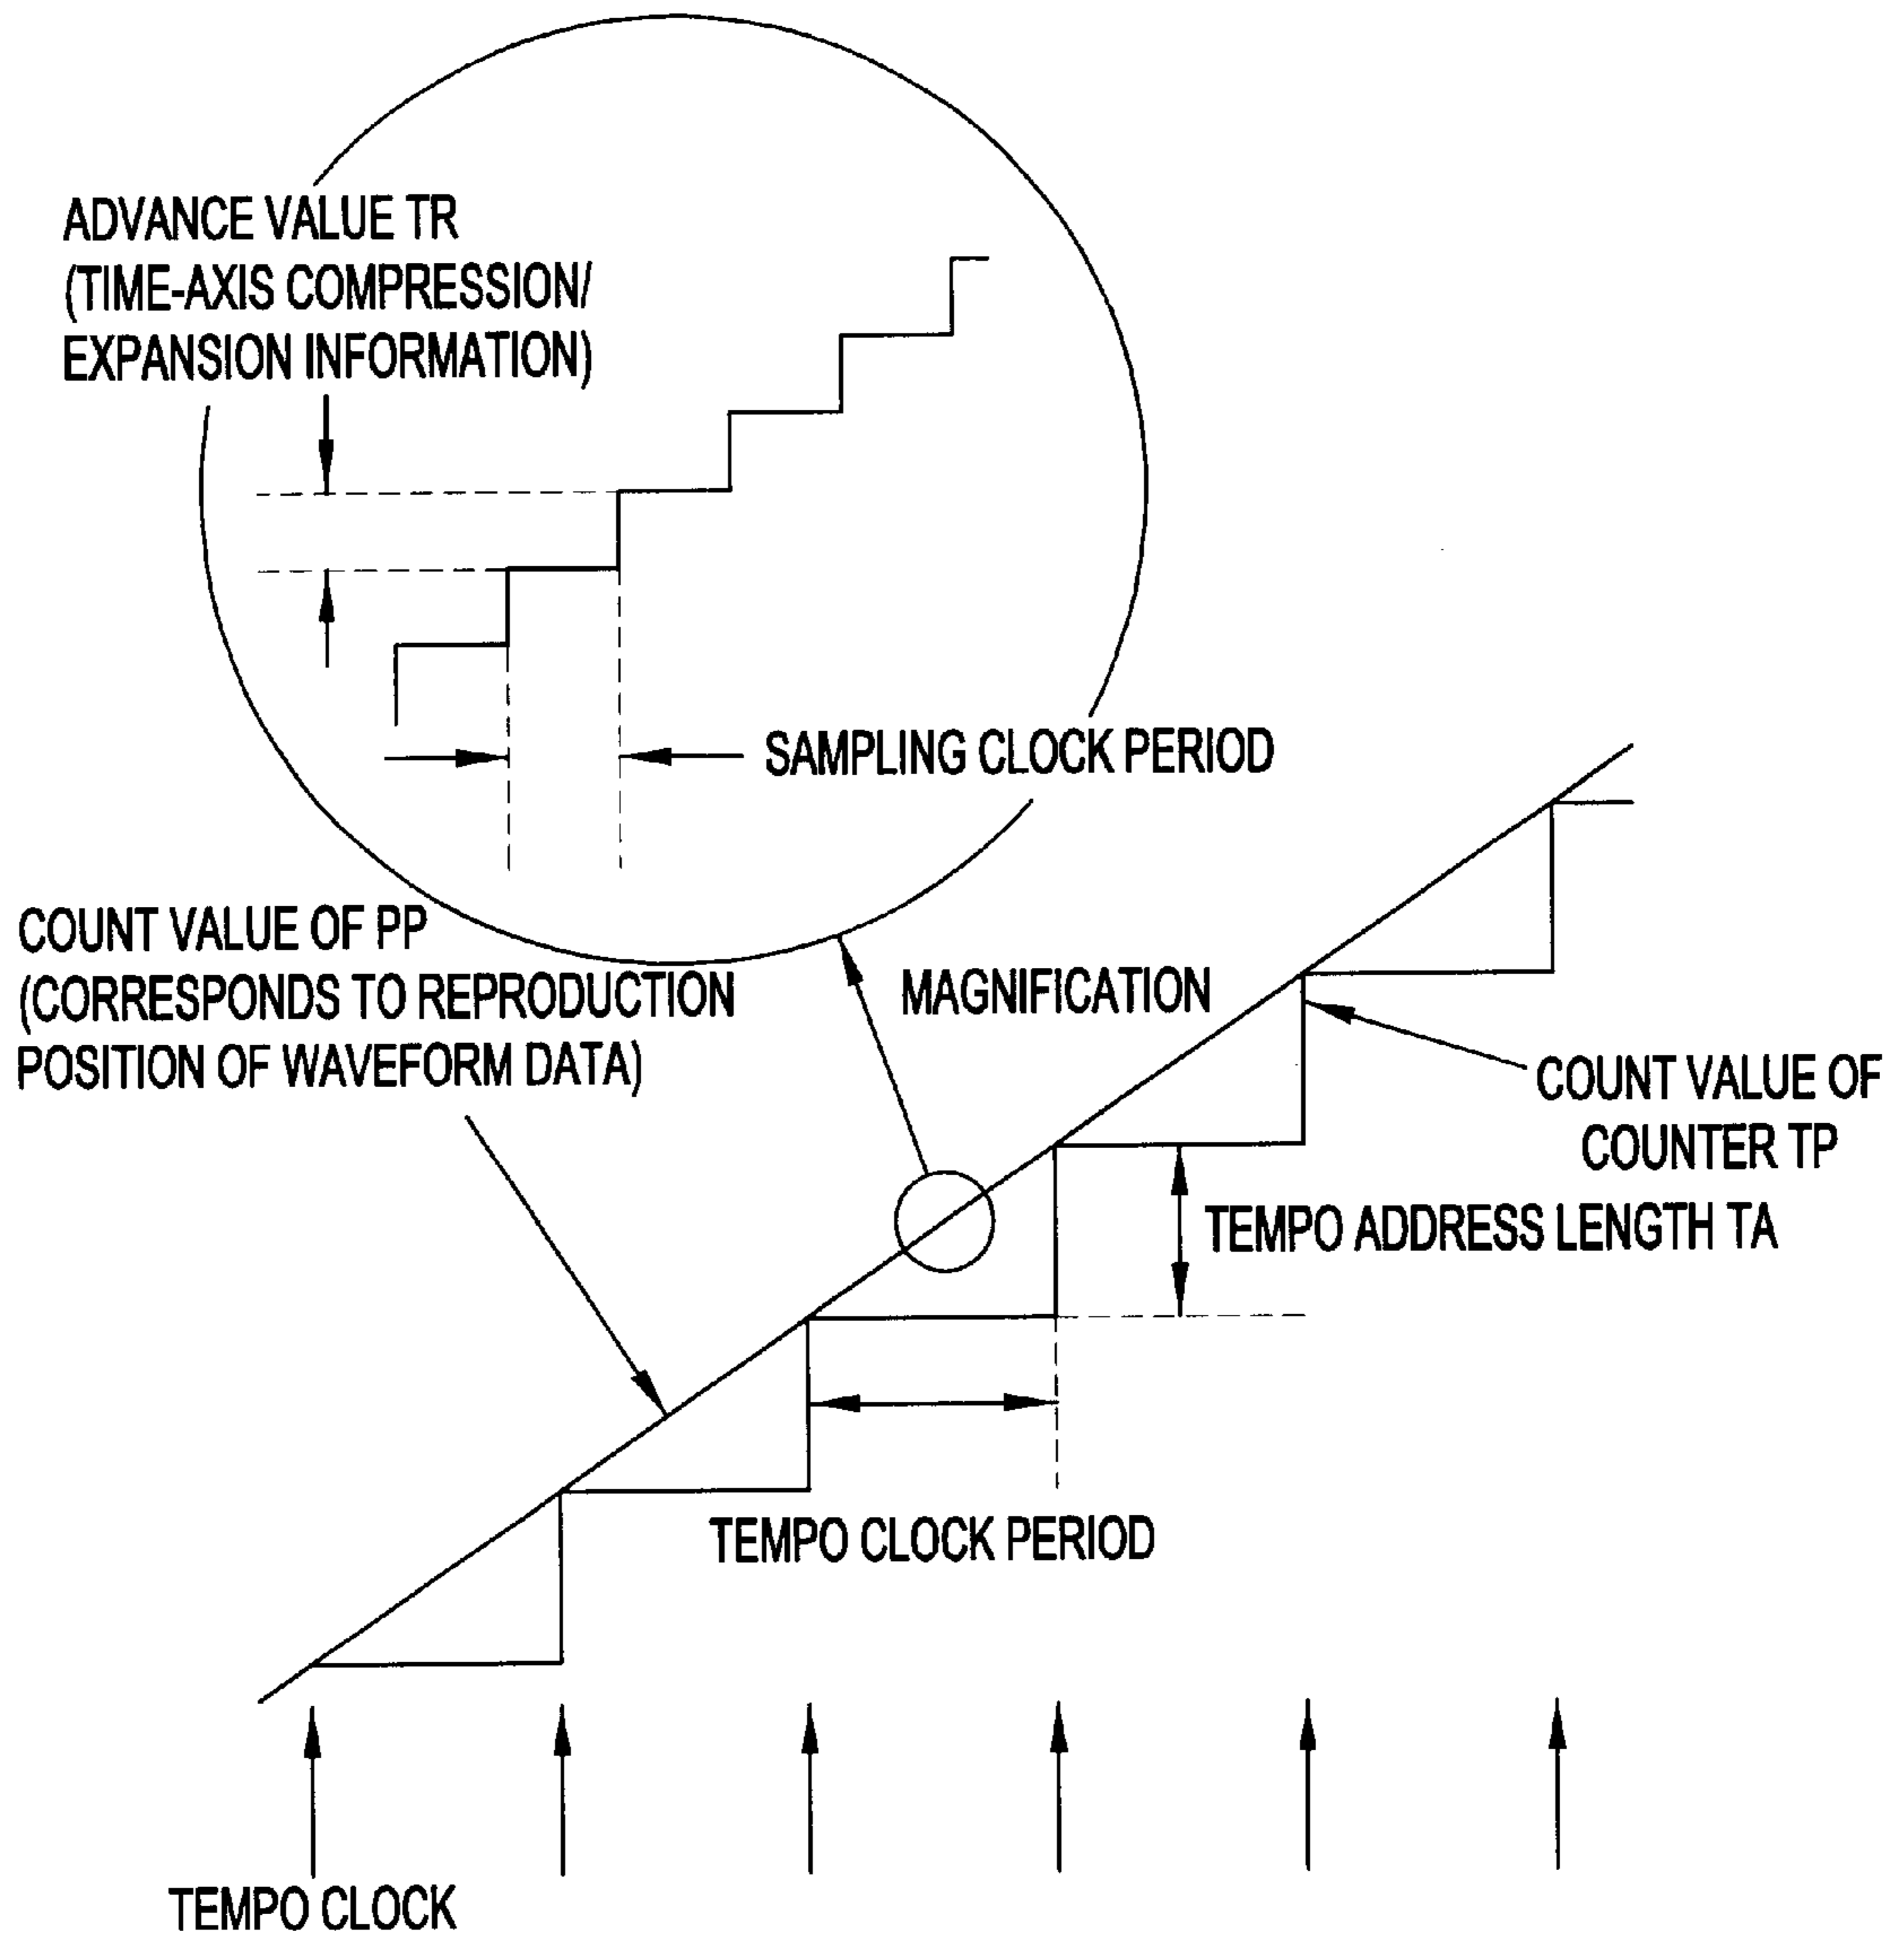 ADVANCE VALUE TR
(TIME-AXIS COMPRESSION/
EXPANSION INFORMATION)
SAMPLING CLOCK PERIOD
COUNT VALUE OF PP
(CORRESPONDS TO REPRODUCTION
POSITION OF WAVEFORM DATA)
MAGNIFICATION
COUNT VALUE OF
COUNTER TP
TEMPO ADDRESS LENGTH TA
TEMPO CLOCK PERIOD
TEMPO CLOCK